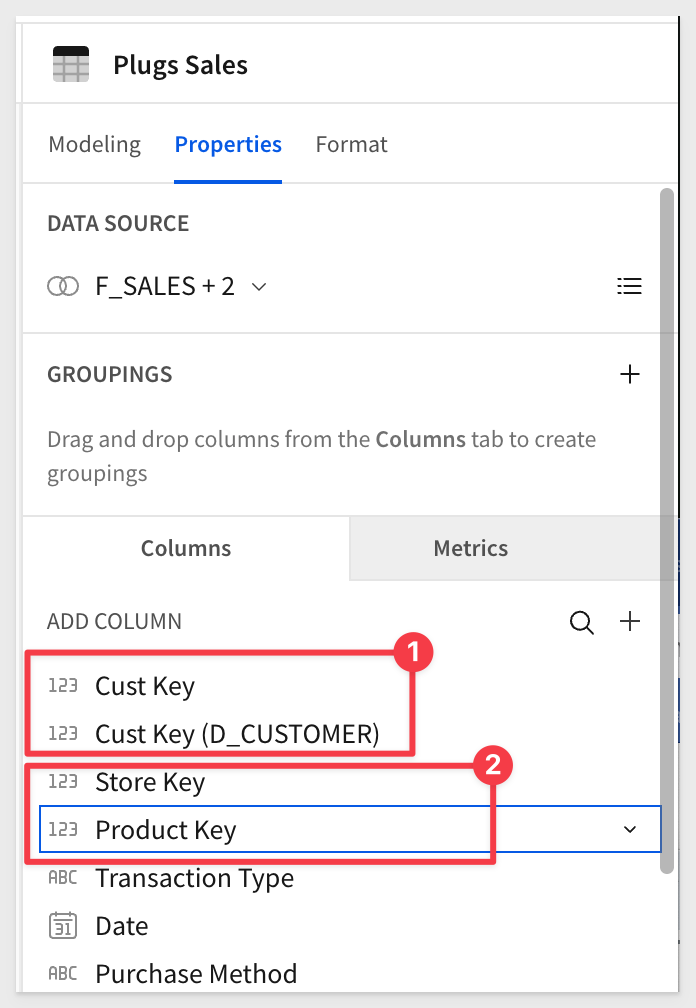 Plugs Sales
Modeling Properties Format
DATA SOURCE
F_SALES + 2
GROUPINGS
Drag and drop columns from the Columns tab to create
groupings
Columns Metrics
ADD COLUMN
1
123 Cust Key
123 Cust Key (D_CUSTOMER)
2
123 Store Key
123 Product Key
ABC Transaction Type
31 Date
ABC Purchase Method